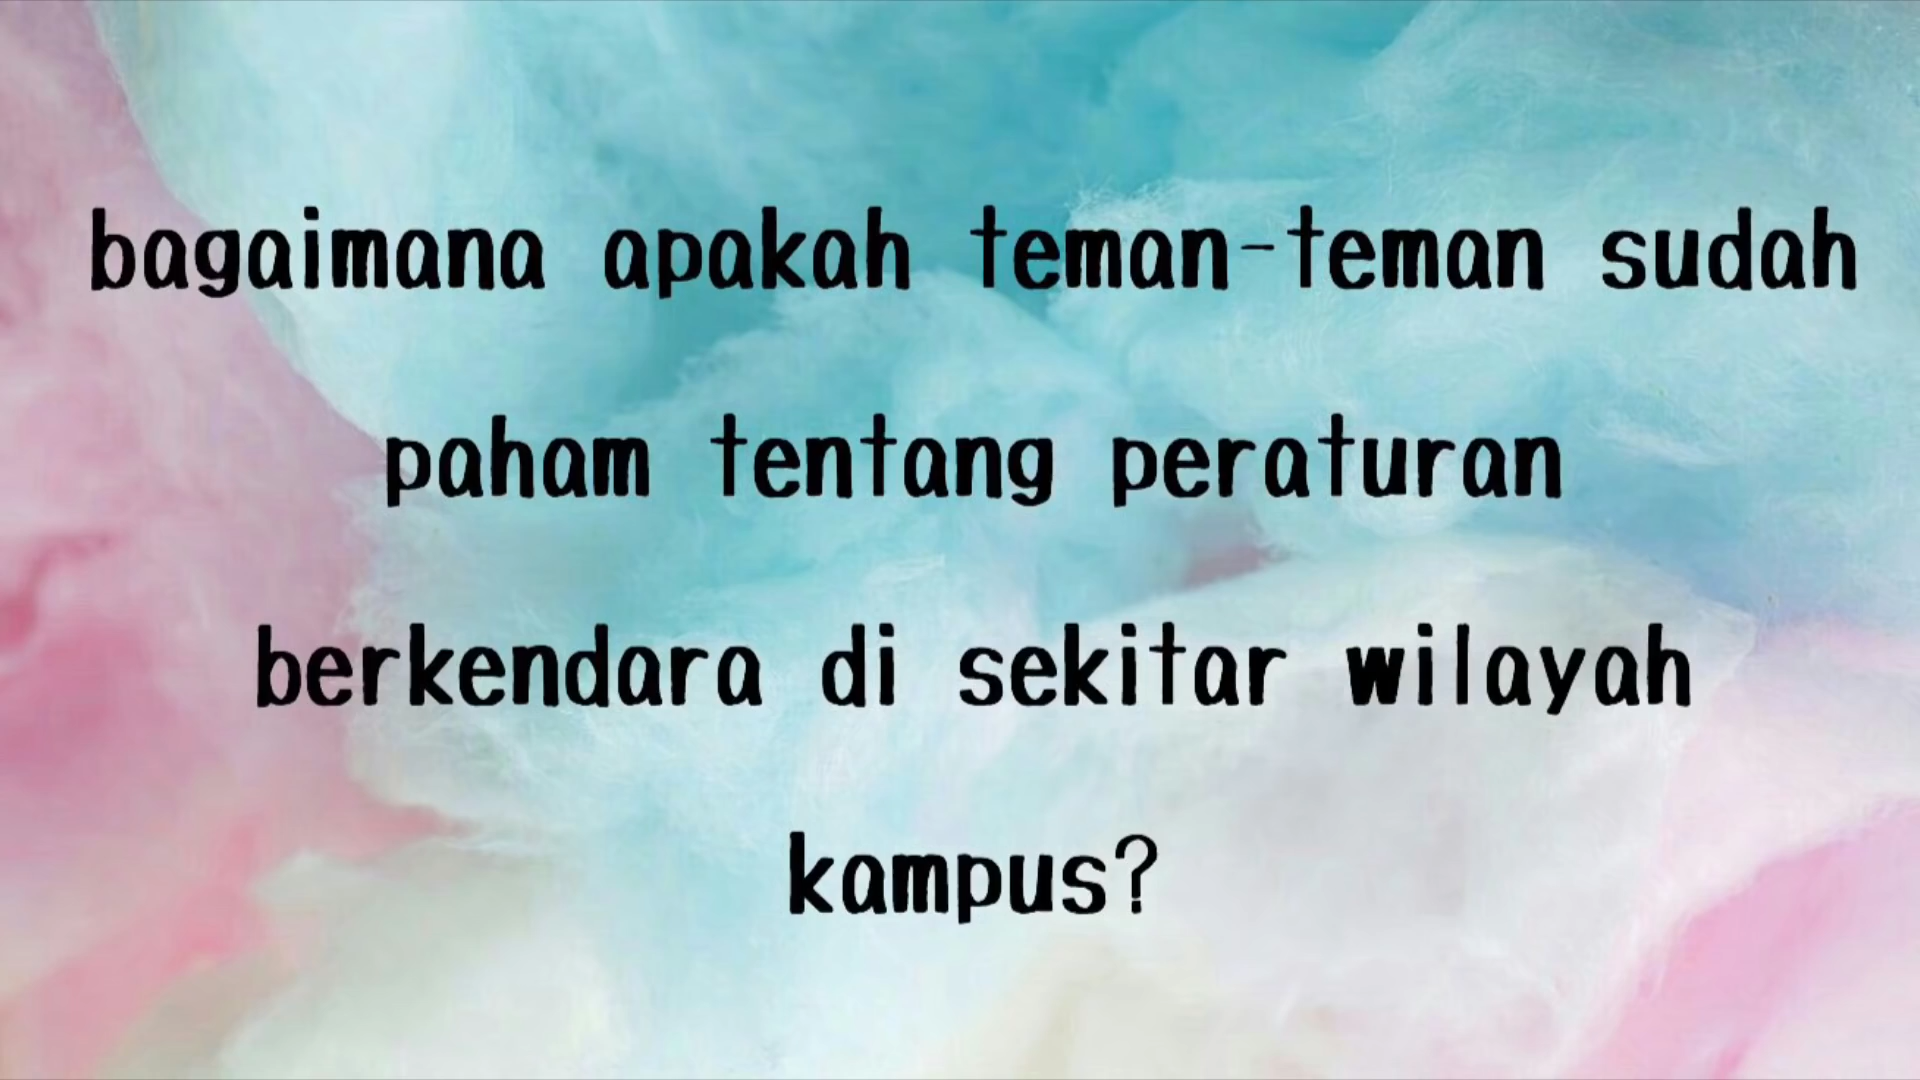 bagaimana apakah teman-teman sudah
paham tentang peraturan
berkendara di sekitar wilayah
kampus?